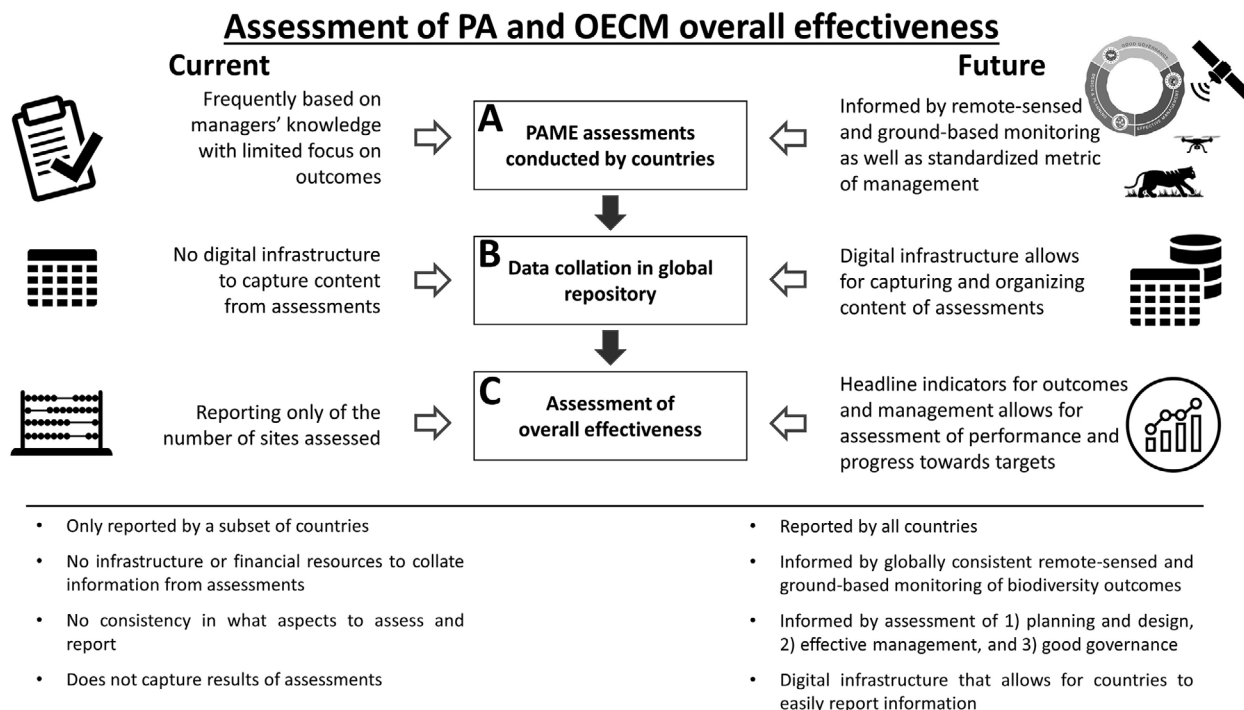 Assessment of PA and OECM overall effectiveness
Current
Future
Frequently based on
managers’ knowledge
with limited focus on
outcomes
A
PAME assessments
conducted by countries
Informed by remote-sensed
and ground-based monitoring
as well as standardized metric
of management
GOOD GOVERNANCE
DESIGN & PLANNING
EFFECTIVE MANAGEMENT
No digital infrastructure
to capture content
from assessments
B
Data collation in global
repository
Digital infrastructure allows
for capturing and organizing
content of assessments
Reporting only of the
number of sites assessed
C
Assessment of
overall effectiveness
Headline indicators for outcomes
and management allows for
assessment of performance and
progress towards targets
• Only reported by a subset of countries
• No infrastructure or financial resources to collate
information from assessments
• No consistency in what aspects to assess and
report
• Does not capture results of assessments
• Reported by all countries
• Informed by globally consistent remote-sensed and
ground-based monitoring of biodiversity outcomes
• Informed by assessment of 1) planning and design,
2) effective management, and 3) good governance
• Digital infrastructure that allows for countries to
easily report information